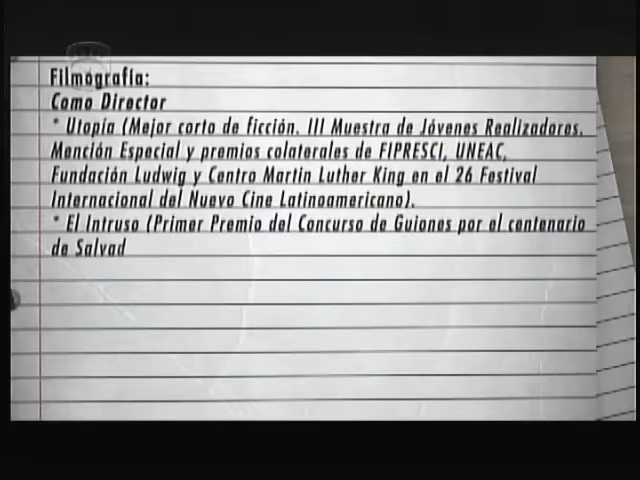 Filmografía:
Como Director
* Utopía (Mejor corto de ficción, III Muestra de Jóvenes Realizadores,
Mención Especial y premios colaterales de FIPRESCI, UNEAC,
Fundación Ludwig y Centro Martin Luther King en el 26 Festival
Internacional del Nuevo Cine Latinoamericano).
* El Intruso (Primer Premio del Concurso de Guiones por el centenario
de Salvad